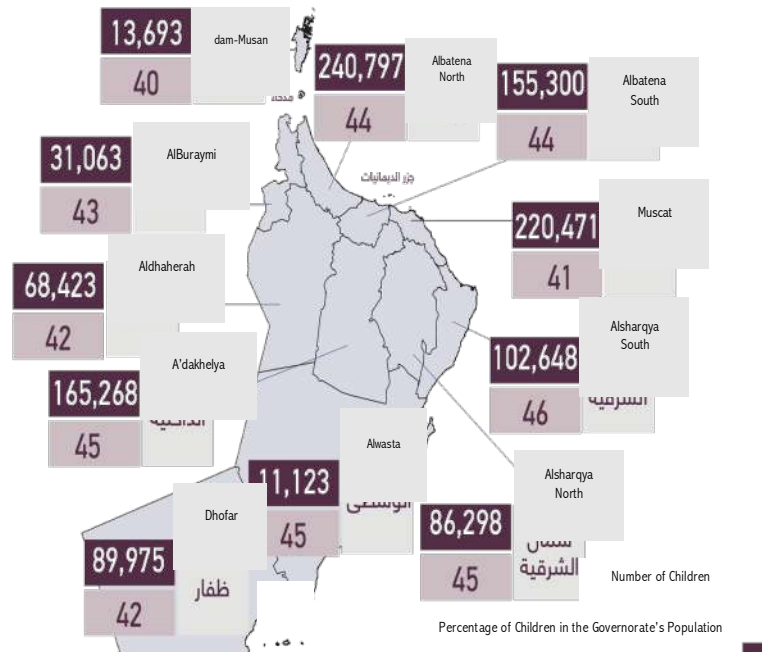 13,693
dam-Musan
40
240,797
Albatena
North
44
155,300
Albatena
South
44
31,063
AlBuraymi
43
جزر الديمانيات
220,471
Muscat
41
68,423
Aldhaherah
42
Alsharqya
South
102,648
46
A'dakhelya
165,268
45
Alwasta
11,123
الوسطى
45
Alsharqya
North
86,298
الشرقية
45
Dhofar
89,975
ظفار
42
Number of Children
Percentage of Children in the Governorate's Population